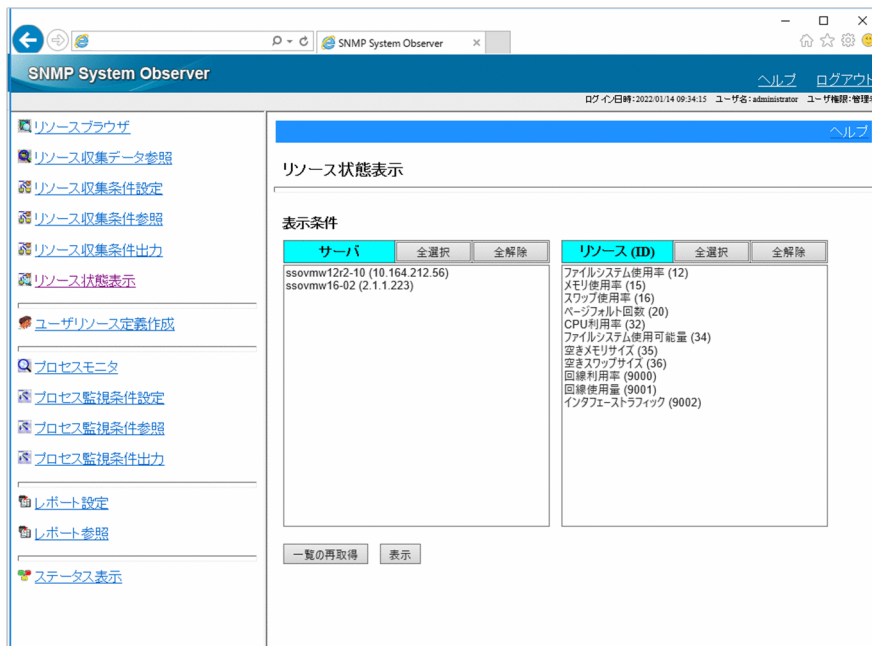 SNMP System Observer
SNMP System Observer
ヘルプ ログアウト
ログイン日時:2022/01/14 09:34:15 ユーザ名:administrator ユーザ権限:管理
リソースブラウザ
リソース収集データ参照
リソース収集条件設定
リソース収集条件参照
リソース収集条件出力
リソース状態表示
ユーザリソース定義作成
プロセスモニタ
プロセス監視条件設定
プロセス監視条件参照
プロセス監視条件出力
レポート設定
レポート参照
ステータス表示
ヘルプ
リソース状態表示
表示条件
サーバ 全選択 全解除
ssovmw12r2-10 (10.164.212.56)
ssovmw16-02 (2.1.1.223)
リソース (ID) 全選択 全解除
ファイルシステム使用率 (12)
メモリ使用率 (15)
スワップ使用率 (16)
ページフォルト回数 (20)
CPU利用率 (32)
ファイルシステム使用可能量 (34)
空きメモリサイズ (35)
空きスワップサイズ (36)
回線利用率 (9000)
回線使用量 (9001)
インタフェーストラフィック (9002)
一覧の再取得 表示